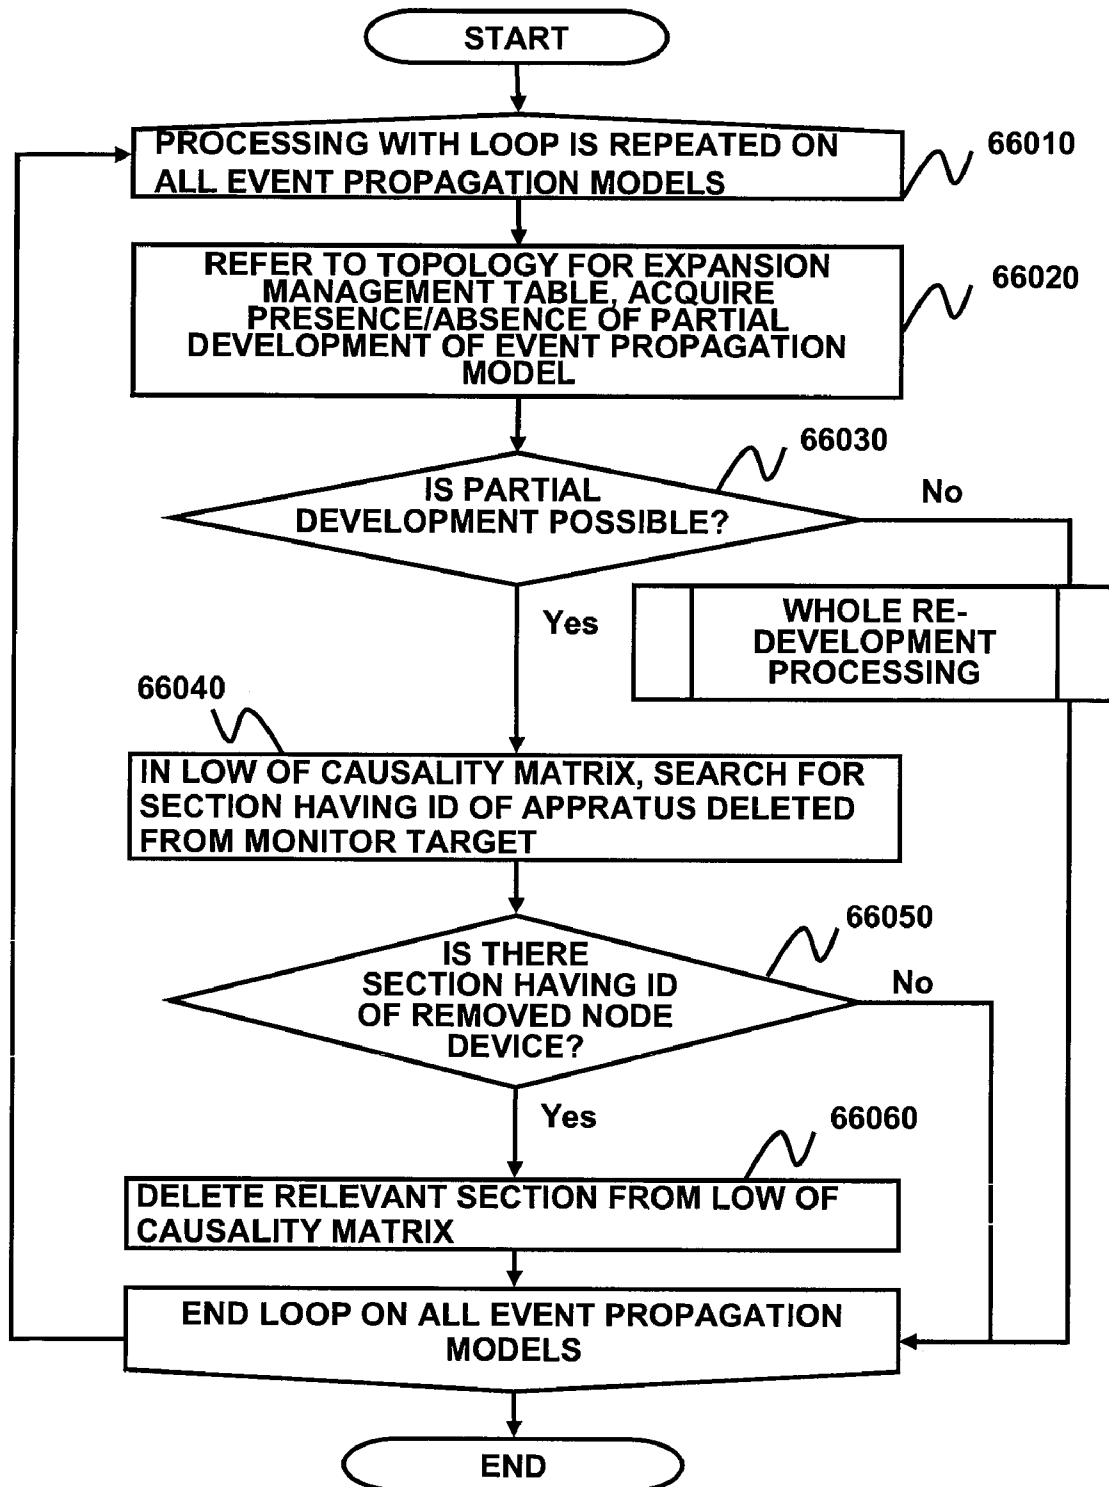 START
PROCESSING WITH LOOP IS REPEATED ON
ALL EVENT PROPAGATION MODELS
66010
REFER TO TOPOLOGY FOR EXPANSION
MANAGEMENT TABLE, ACQUIRE
PRESENCE/ABSENCE OF PARTIAL
DEVELOPMENT OF EVENT PROPAGATION
MODEL
66020
66030
IS PARTIAL
DEVELOPMENT POSSIBLE?
No
Yes
WHOLE RE-
DEVELOPMENT
PROCESSING
66040
IN LOW OF CAUSALITY MATRIX, SEARCH FOR
SECTION HAVING ID OF APPRATUS DELETED
FROM MONITOR TARGET
66050
IS THERE
SECTION HAVING ID
OF REMOVED NODE
DEVICE?
No
Yes
66060
DELETE RELEVANT SECTION FROM LOW OF
CAUSALITY MATRIX
END LOOP ON ALL EVENT PROPAGATION
MODELS
END